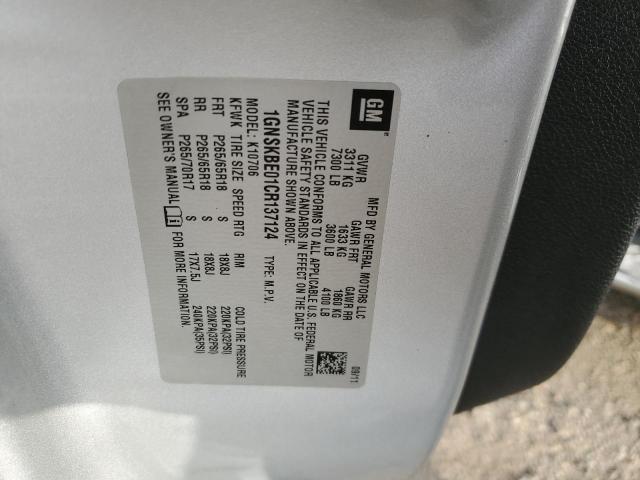 GM
MFD BY GENERAL MOTORS LLC
GVWR GAWR FRT GAWR RR
3311 KG 1633 KG 1860 KG
7300 LB 3600 LB 4100 LB
09/11
THIS VEHICLE CONFORMS TO ALL APPLICABLE U.S. FEDERAL MOTOR
VEHICLE SAFETY STANDARDS IN EFFECT ON THE DATE OF
MANUFACTURE SHOWN ABOVE.
1GNSKBE01CR137124 TYPE: M.P.V.
MODEL: K10706
KFWK TIRE SIZE SPEED RTG RIM COLD TIRE PRESSURE
FRT P265/65R18 S 18X8J 220KPA(32PSI)
RR P265/65R18 S 18X8J 220KPA(32PSI)
SPA P265/70R17 S 17X7.5J 240KPA(35PSI)
SEE OWNER'S MANUAL i FOR MORE INFORMATION.